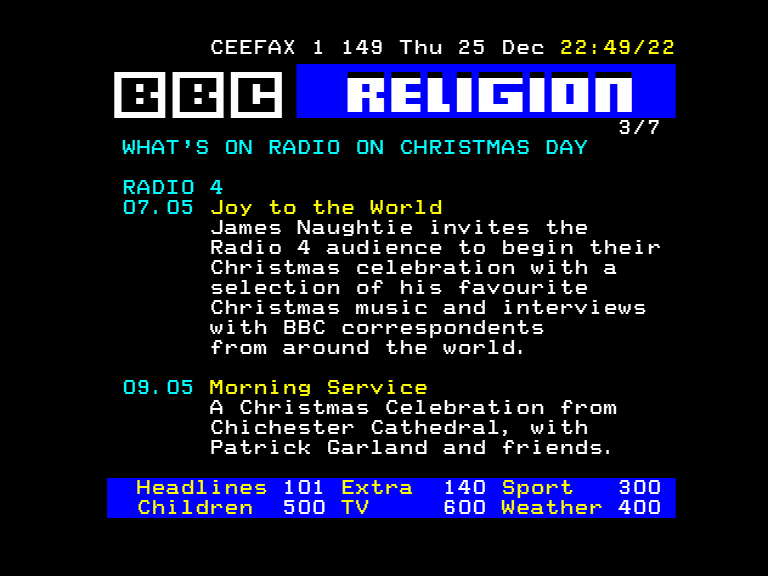 CEEFAX 1 149 Thu 25 Dec 22:49/22
BBC RELIGION
3/7
WHAT'S ON RADIO ON CHRISTMAS DAY
RADIO 4
07.05 Joy to the World
James Naughtie invites the
Radio 4 audience to begin their
Christmas celebration with a
selection of his favourite
Christmas music and interviews
with BBC correspondents
from around the world.
09.05 Morning Service
A Christmas Celebration from
Chichester Cathedral, with
Patrick Garland and friends.
Headlines 101 Extra 140 Sport 300
Children 500 TV 600 Weather 400